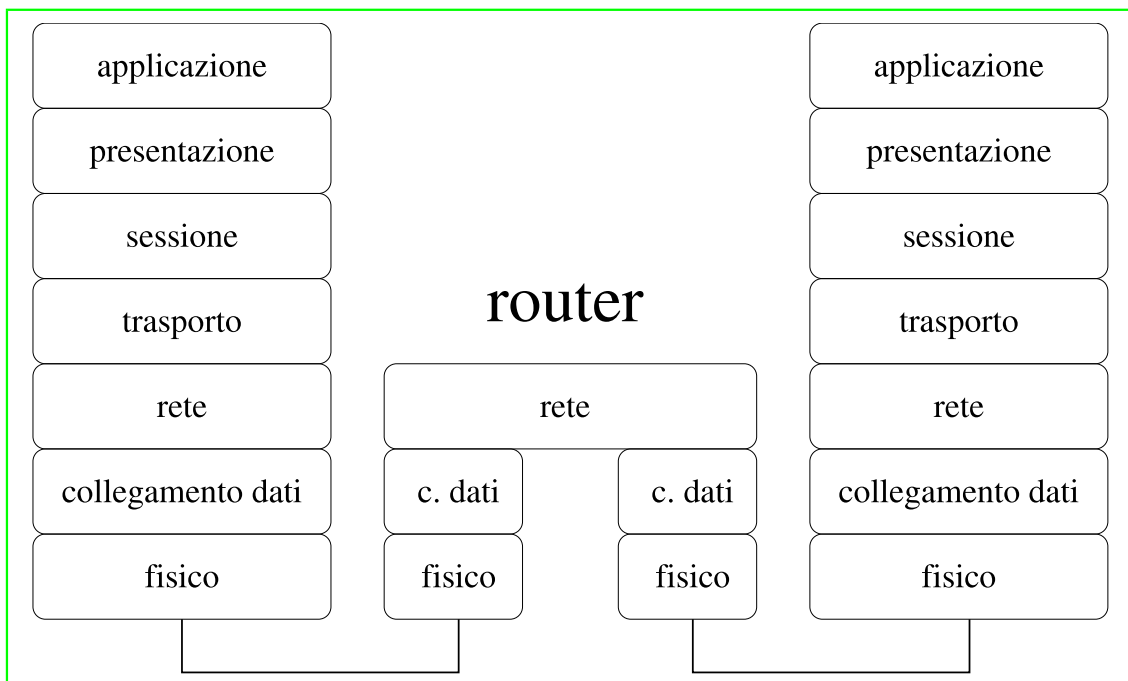 applicazione
presentazione
sessione
trasporto
rete
collegamento dati
fisico
router
rete
c. dati
c. dati
fisico
fisico
applicazione
presentazione
sessione
trasporto
rete
collegamento dati
fisico